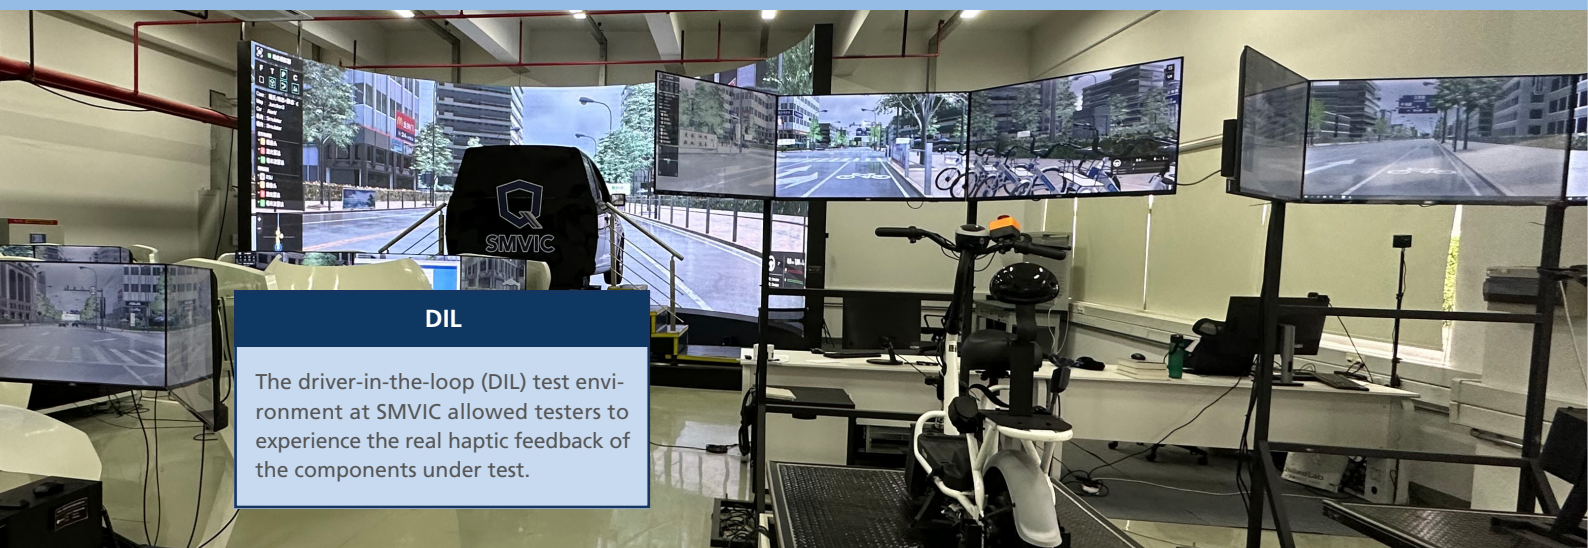 F T P C
SMVIC
DIL
The driver-in-the-loop (DIL) test envi-
ronment at SMVIC allowed testers to
experience the real haptic feedback of
the components under test.